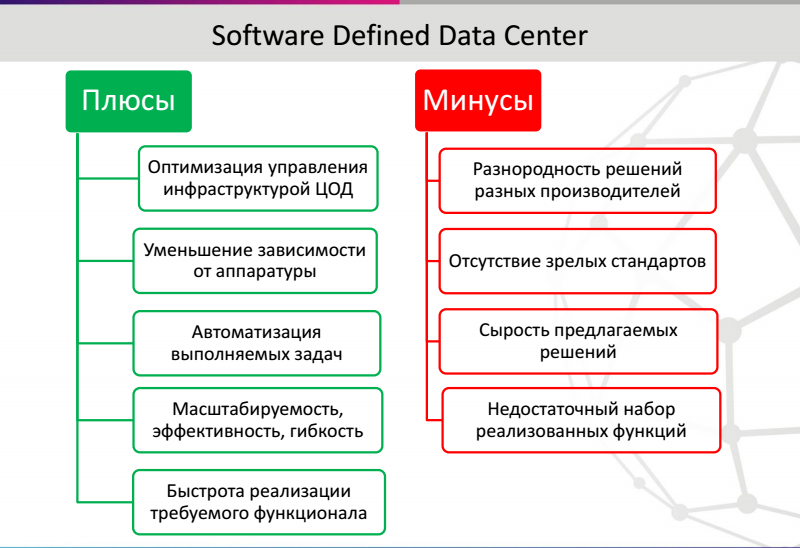 Software Defined Data Center
Плюсы
Оптимизация управления
инфраструктурой ЦОД
Уменьшение зависимости
от аппаратуры
Автоматизация
выполняемых задач
Масштабируемость,
эффективность, гибкость
Быстрота реализации
требуемого функционала
Минусы
Разнородность решений
разных производителей
Отсутствие зрелых стандартов
Сырость предлагаемых
решений
Недостаточный набор
реализованных функций